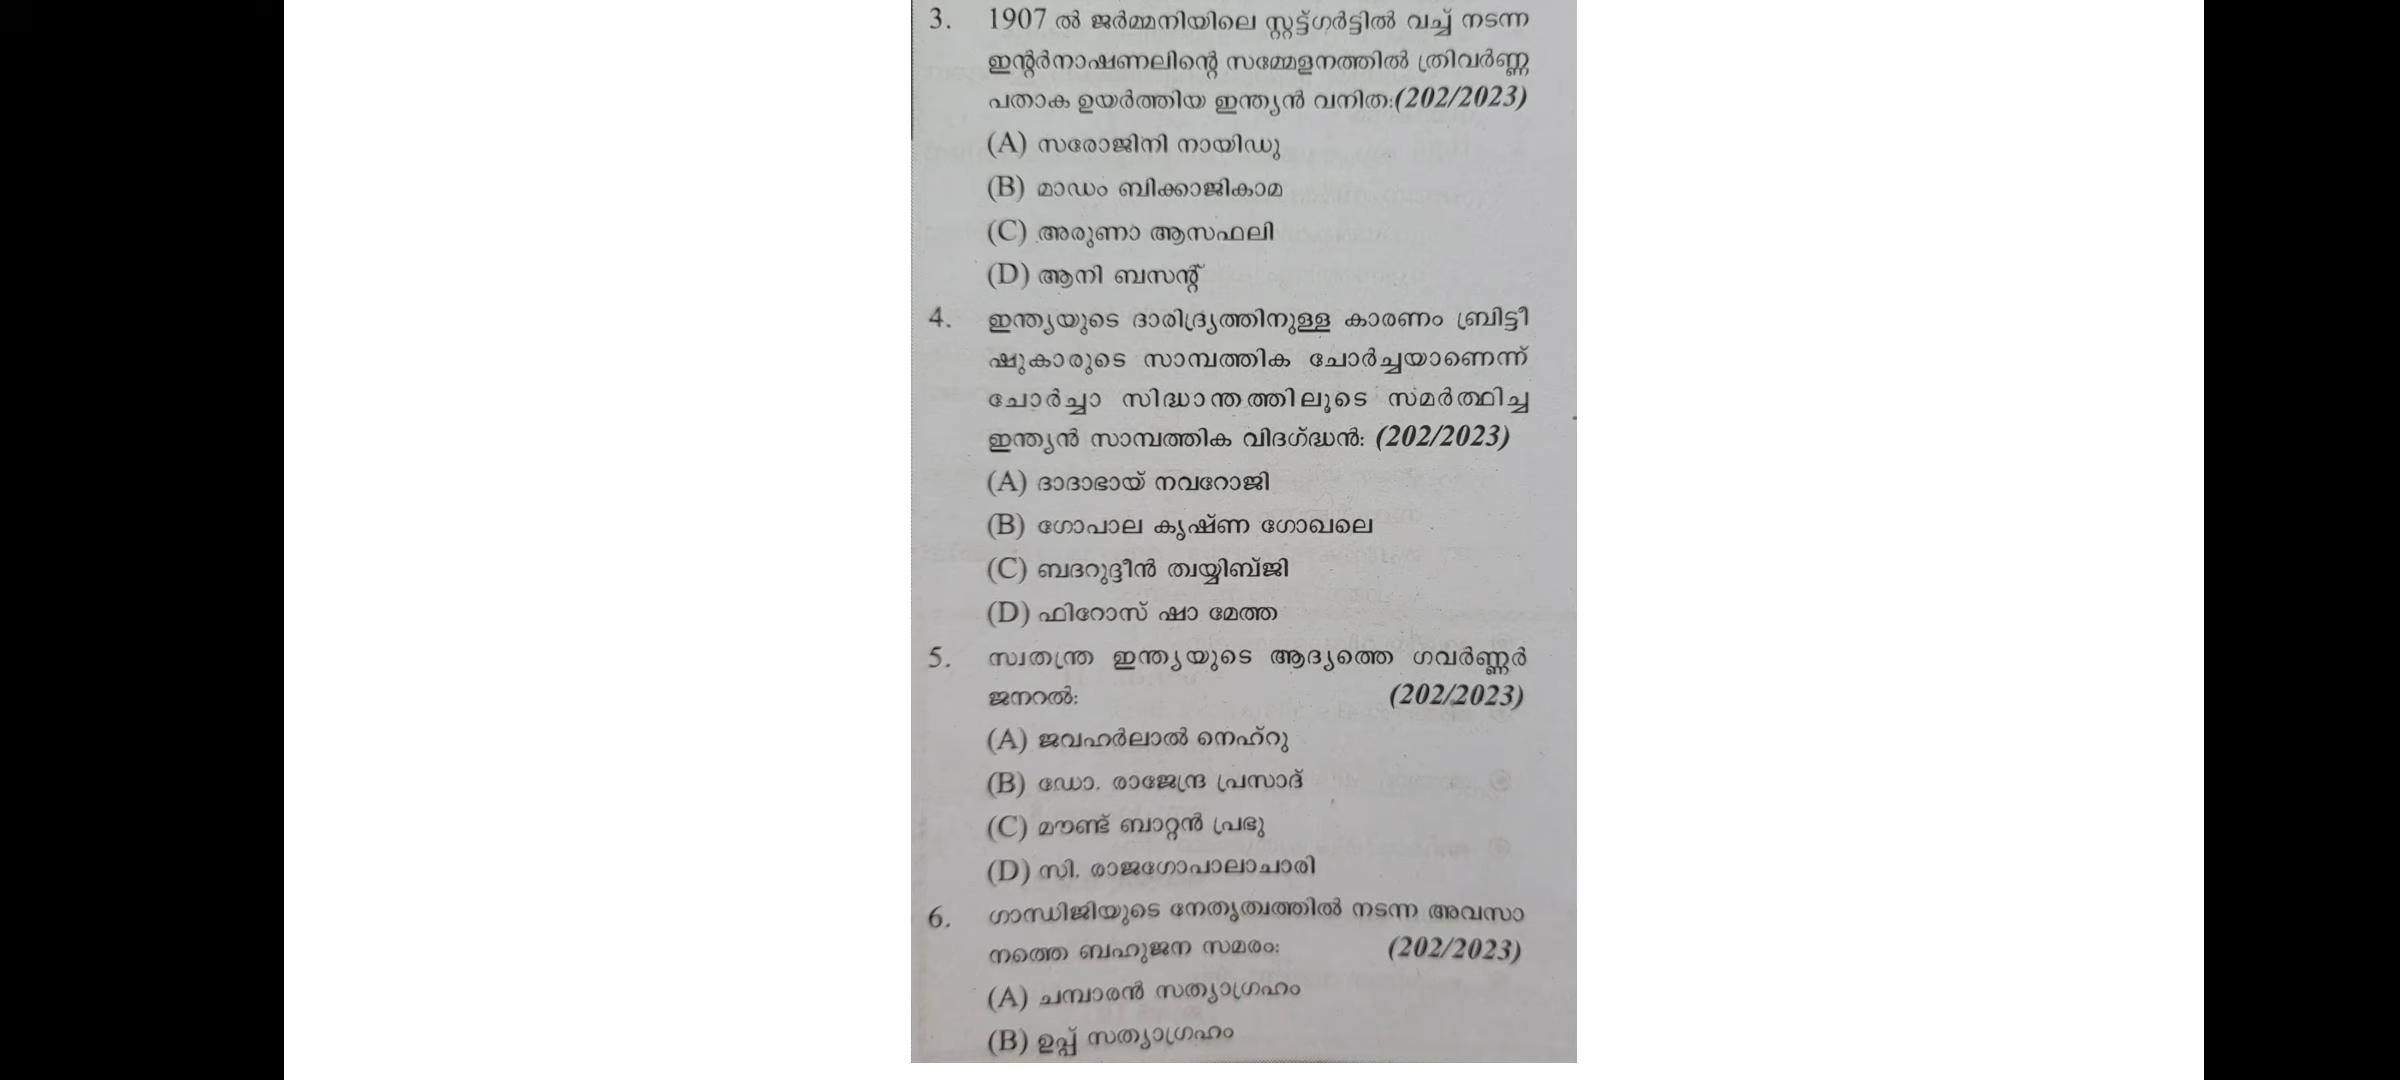 3. 1907 ൽ ജർമ്മനിയിലെ സ്റ്റട്ട്ഗർട്ടിൽ വച്ച് നടന്ന
ഇന്റർനാഷണലിന്റെ സമ്മേളനത്തിൽ ത്രിവർണ്ണ
പതാക ഉയർത്തിയ ഇന്ത്യൻ വനിത:(202/2023)
(A) സരോജിനി നായിഡു
(B) മാഡം ബിക്കാജികാമ
(C) അരുണാ ആസഫലി
(D) ആനി ബസന്റ്
4. ഇന്ത്യയുടെ ദാരിദ്ര്യത്തിനുള്ള കാരണം ബ്രിട്ടീ
ഷുകാരുടെ സാമ്പത്തിക ചോർച്ചയാണെന്ന്
ചോർച്ചാ സിദ്ധാന്തത്തിലൂടെ സമർത്ഥിച്ച
ഇന്ത്യൻ സാമ്പത്തിക വിദഗ്ദ്ധൻ: (202/2023)
(A) ദാദാഭായ് നവറോജി
(B) ഗോപാല കൃഷ്ണ ഗോഖലെ
(C) ബദറുദ്ദീൻ ത്വയ്യിബ്ജി
(D) ഫിറോസ് ഷാ മേത്ത
5. സ്വതന്ത്ര ഇന്ത്യയുടെ ആദ്യത്തെ ഗവർണ്ണർ
ജനറൽ: (202/2023)
(A) ജവഹർലാൽ നെഹ്റു
(B) ഡോ. രാജേന്ദ്ര പ്രസാദ്
(C) മൗണ്ട് ബാറ്റൻ പ്രഭു
(D) സി. രാജഗോപാലാചാരി
6. ഗാന്ധിജിയുടെ നേതൃത്വത്തിൽ നടന്ന അവസാ
നത്തെ ബഹുജന സമരം: (202/2023)
(A) ചമ്പാരൻ സത്യാഗ്രഹം
(B) ഉപ്പ് സത്യാഗ്രഹം